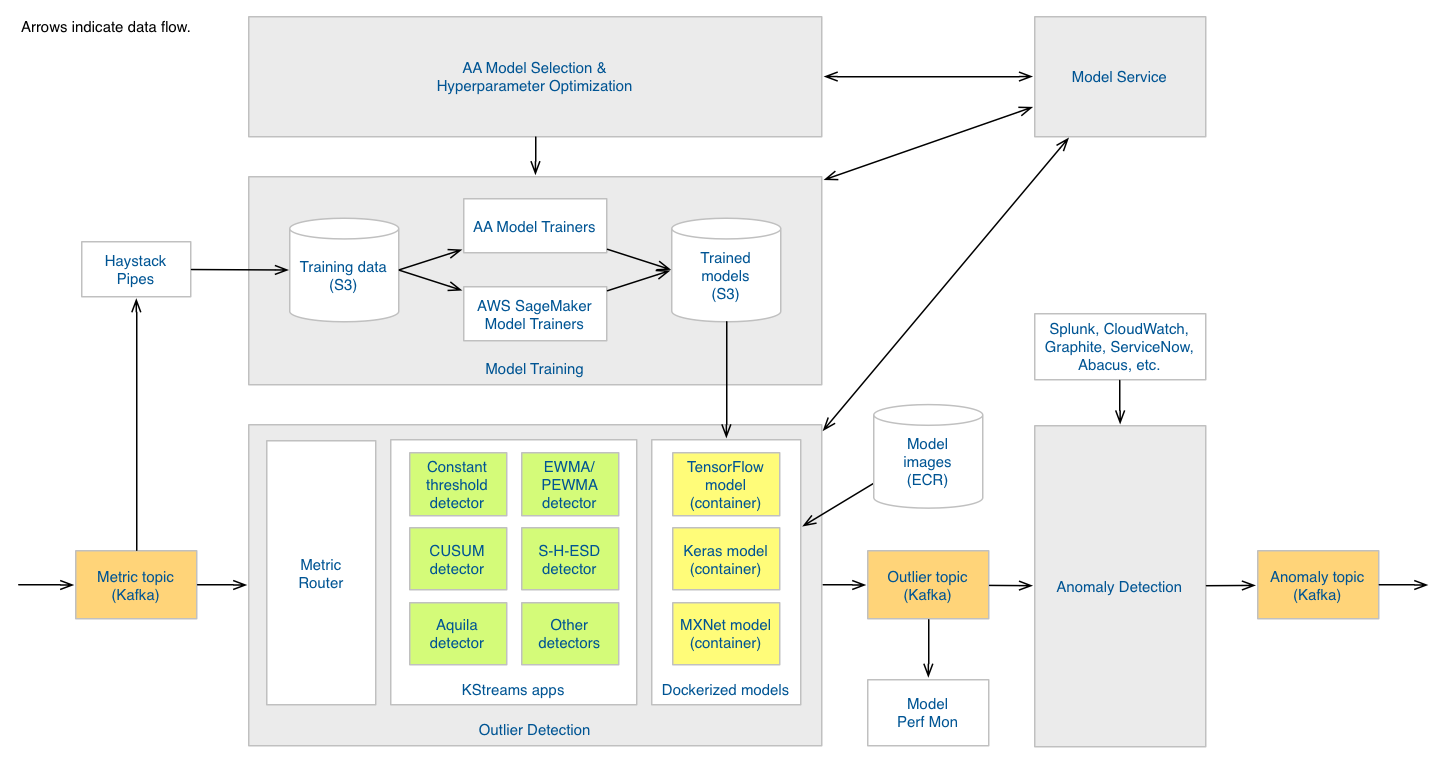 Arrows indicate data flow.
AA Model Selection &
Hyperparameter Optimization
Model Service
AA Model Trainers
Haystack
Pipes
Training data
(S3)
Trained
models
(S3)
AWS SageMaker
Model Trainers
Model Training
Splunk, CloudWatch,
Graphite, ServiceNow,
Abacus, etc.
Model
images
(ECR)
Metric topic
(Kafka)
Metric
Router
Constant
threshold
detector
EWMA/
PEWMA
detector
CUSUM
detector
S-H-ESD
detector
Aquila
detector
Other
detectors
KStreams apps
TensorFlow
model
(container)
Keras model
(container)
MXNet model
(container)
Dockerized models
Outlier Detection
Outlier topic
(Kafka)
Model
Perf Mon
Anomaly Detection
Anomaly topic
(Kafka)